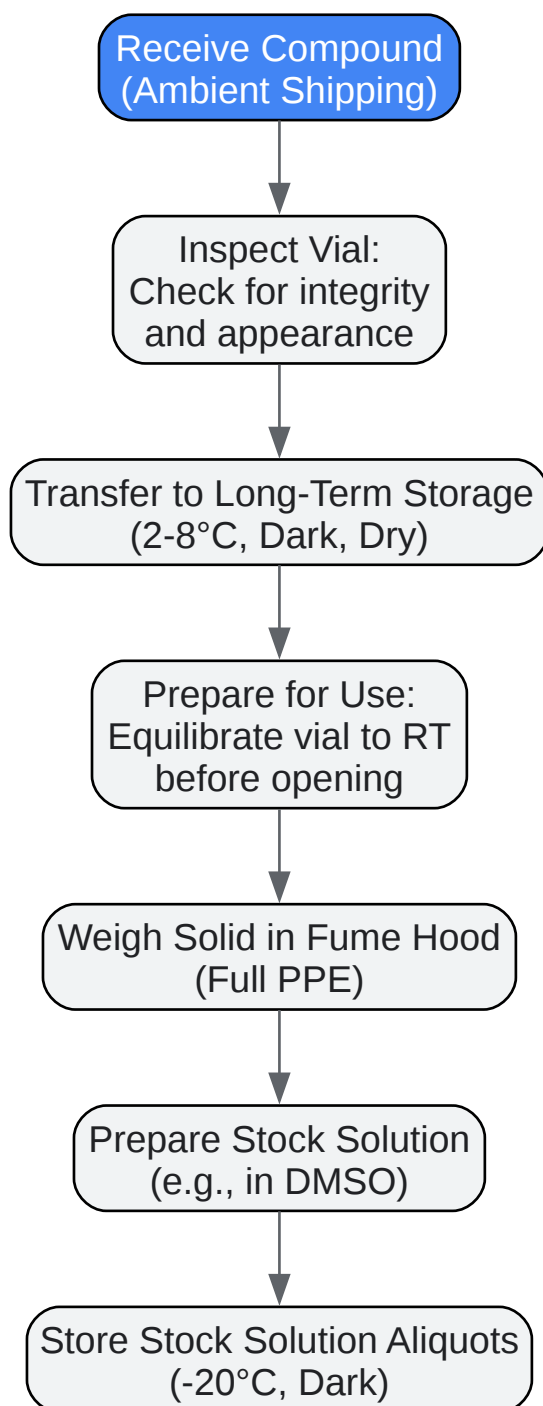 Receive Compound
(Ambient Shipping)
Inspect Vial:
Check for integrity
and appearance
Transfer to Long-Term Storage
(2-8°C, Dark, Dry)
Prepare for Use:
Equilibrate vial to RT
before opening
Weigh Solid in Fume Hood
(Full PPE)
Prepare Stock Solution
(e.g., in DMSO)
Store Stock Solution Aliquots
(-20°C, Dark)